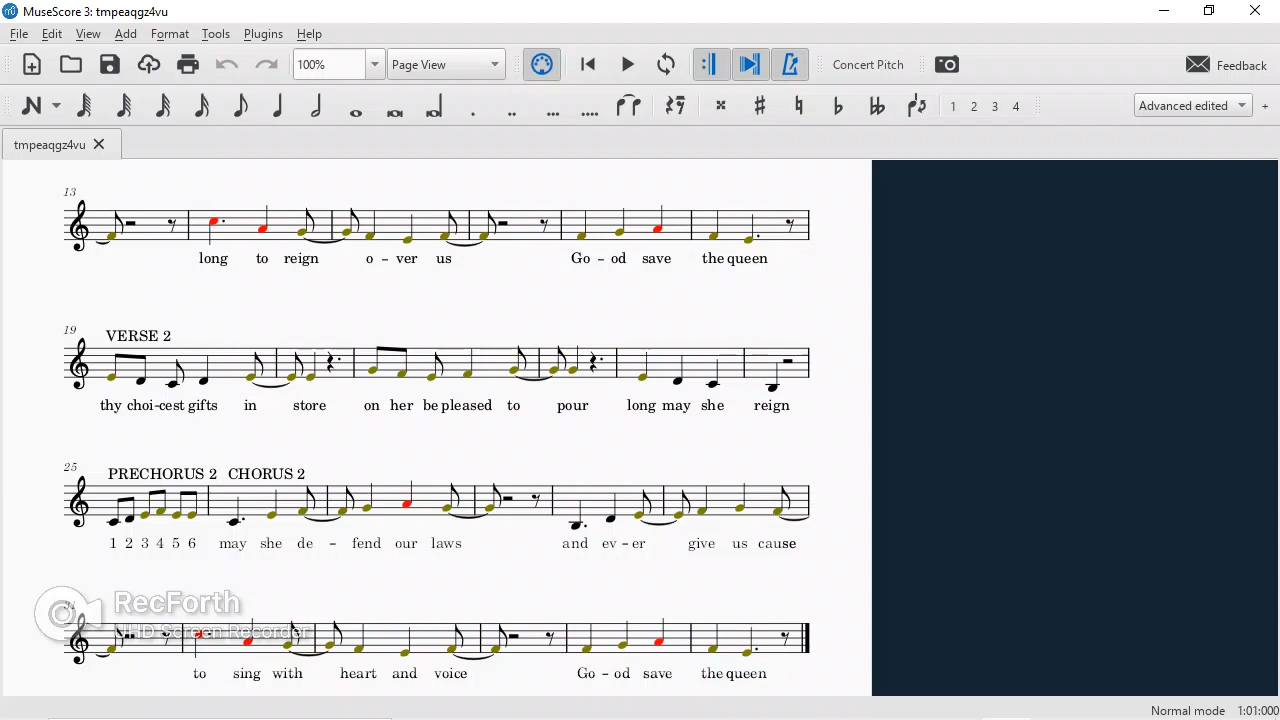 MuseScore 3: tmpeaqgz4vu
File Edit View Add Format Tools Plugins Help
100% Page View Concert Pitch Feedback
1 2 3 4 Advanced edited +
tmpeaqgz4vu
13
long to reign o – ver us Go – od save the queen
19 VERSE 2
thy choi-cest gifts in store on her be pleased to pour long may she reign
25 PRECHORUS 2 CHORUS 2
1 2 3 4 5 6 may she de – fend our laws and ev – er give us cause
RecForth
UHD Screen Recorder
to sing with heart and voice Go – od save the queen
Normal mode 1:01:000